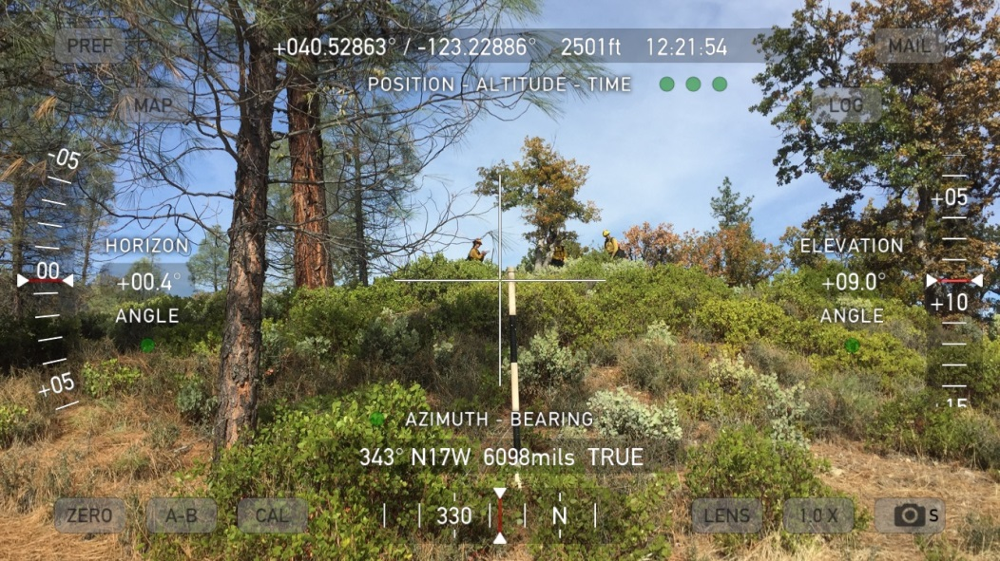 PREF +040.52863° / -123.22886° 2501ft 12:21:54 MAIL
POSITION - ALTITUDE - TIME
MAP LOG
-05
+05
HORIZON ELEVATION
00 +00.4° +09.0°
+10
ANGLE ANGLE
+05
15
AZIMUTH - BEARING
343° N17W 6098mils TRUE
ZERO A-B CAL 330 N LENS 1.0 X S